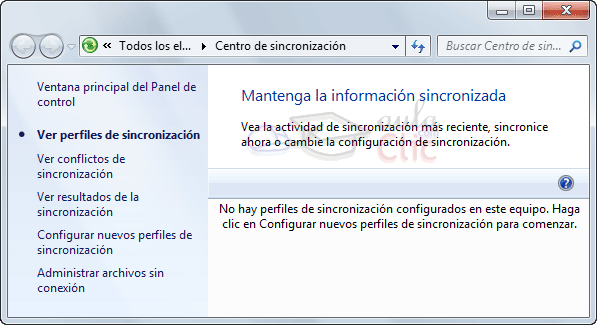 Todos los el...
Centro de sincronización
Buscar Centro de sin...
Ventana principal del Panel de
control
Ver perfiles de sincronización
Ver conflictos de
sincronización
Ver resultados de la
sincronización
Configurar nuevos perfiles de
sincronización
Administrar archivos sin
conexión
Mantenga la información sincronizada
Vea la actividad de sincronización más reciente, sincronice
ahora o cambie la configuración de sincronización.
aula
clic
No hay perfiles de sincronización configurados en este equipo. Haga
clic en Configurar nuevos perfiles de sincronización para comenzar.